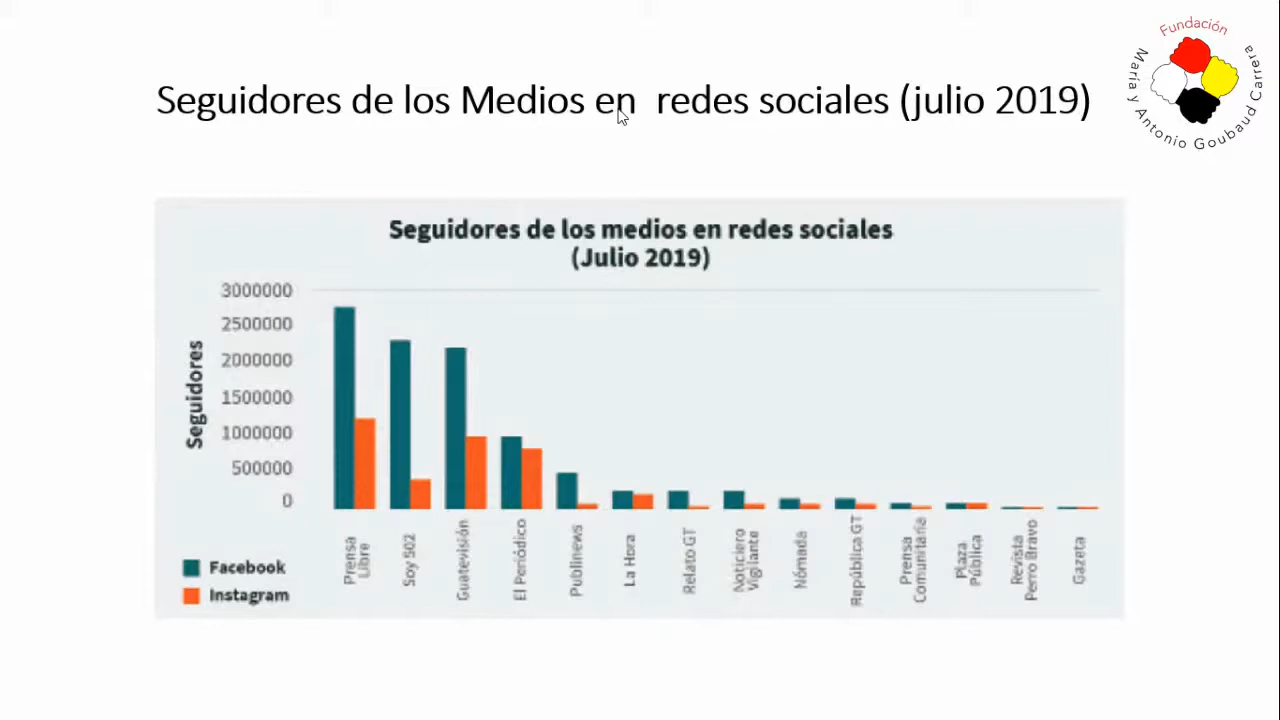 Fundación
María y Antonio Goubaud Carrera
Seguidores de los Medios en redes sociales (julio 2019)
Seguidores de los medios en redes sociales
(Julio 2019)
Seguidores
3000000
2500000
2000000
1500000
1000000
500000
0
Prensa
Libre
Soy 502
Guatevisión
El Periódico
Publinews
La Hora
Relato GT
Noticiero
Vigilante
Nómada
República GT
Prensa
Comunitaria
Plaza
Pública
Revista
Perro Bravo
Gazeta
Facebook
Instagram